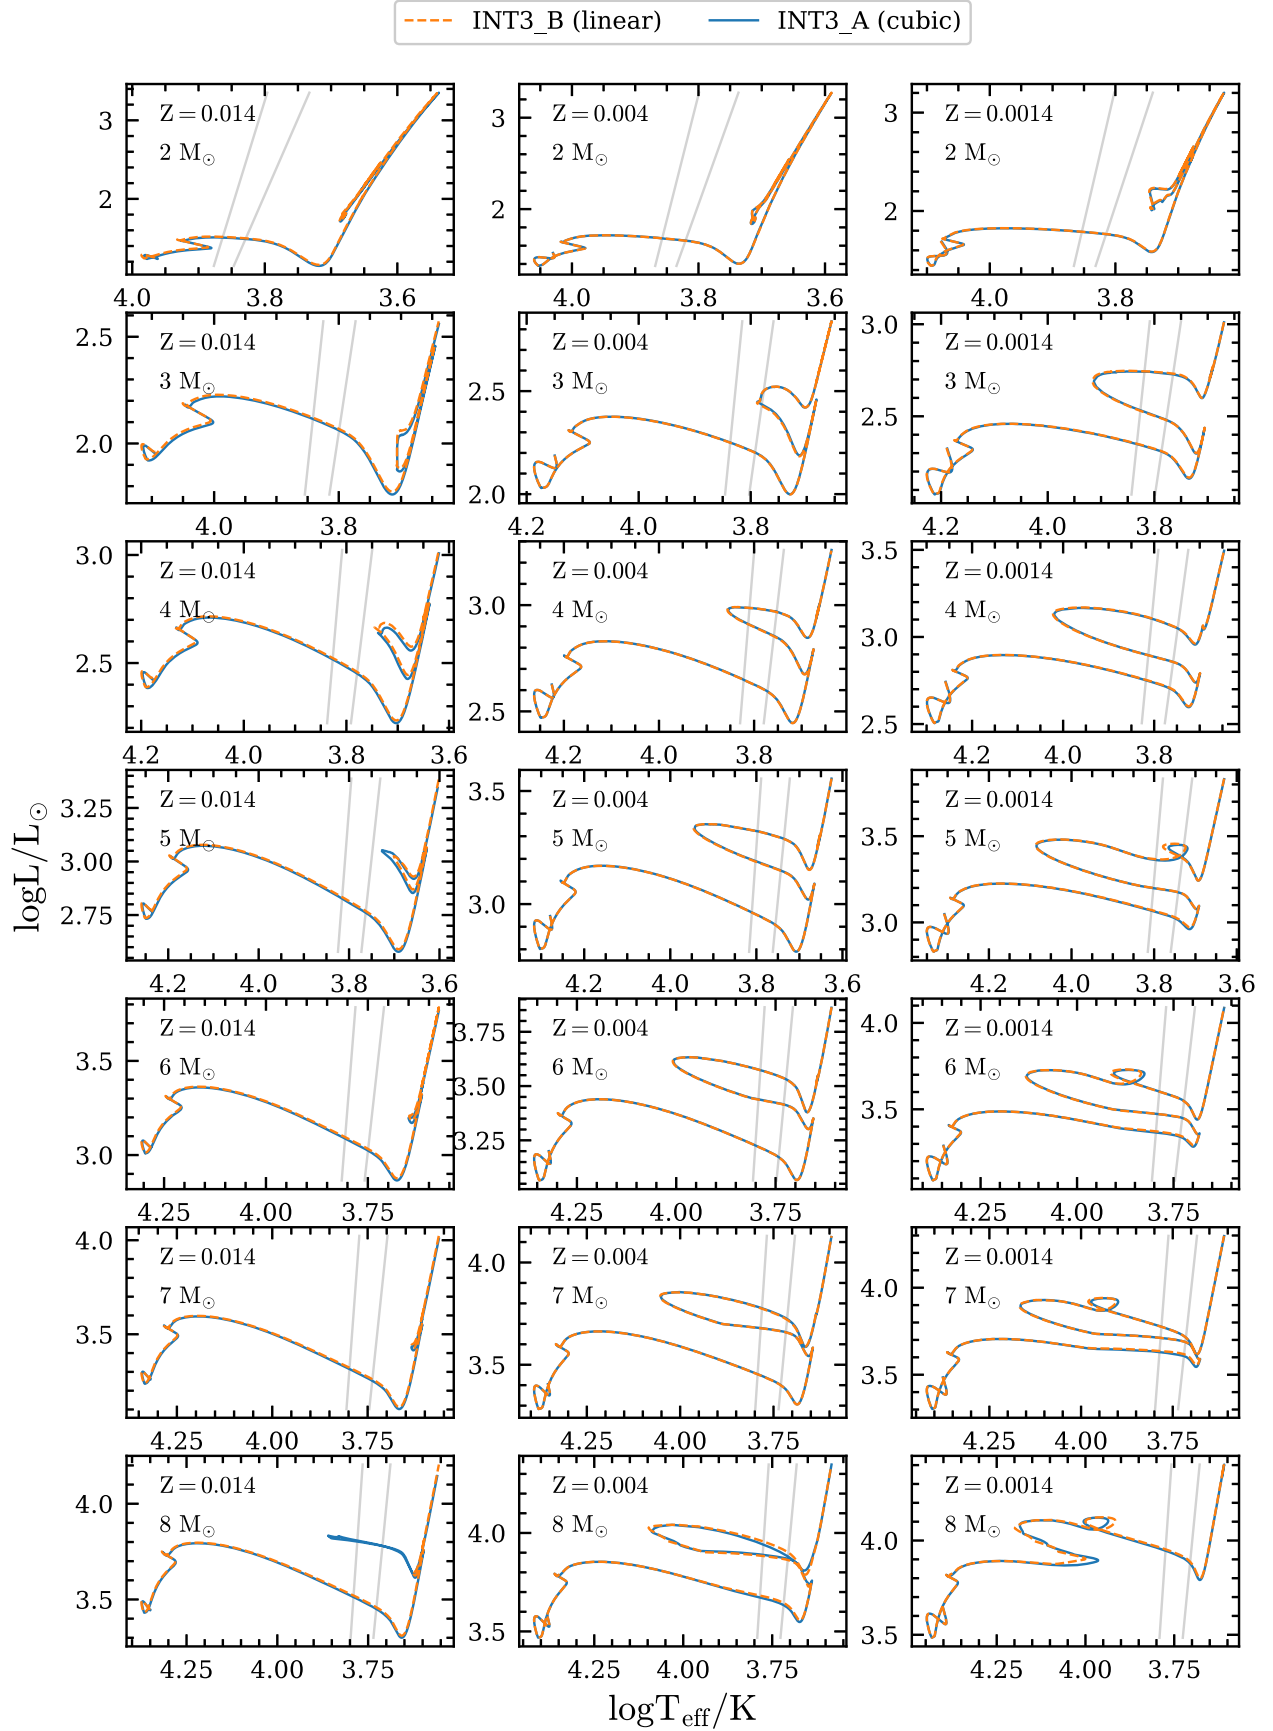 INT3_B (linear) INT3_A (cubic)
Z = 0.014 Z = 0.004 Z = 0.0014
2 M☉ 2 M☉ 2 M☉
3 3 3
2 2 2
4.0 3.8 3.6 4.0 3.8 3.6 4.0 3.8
Z = 0.014 Z = 0.004 Z = 0.0014
3 M☉ 3 M☉ 3 M☉
2.5 2.5 3.0
2.0 2.0 2.5
4.0 3.8 4.2 4.0 3.8 4.2 4.0 3.8
Z = 0.014 Z = 0.004 Z = 0.0014
4 M☉ 4 M☉ 4 M☉
3.0 3.0 3.5
2.5 2.5 3.0
2.5
4.2 4.0 3.8 3.6 4.2 4.0 3.8 4.2 4.0 3.8
Z = 0.014 Z = 0.004 Z = 0.0014
5 M☉ 5 M☉ 5 M☉
3.25 3.5 3.5
3.00 3.0 3.0
2.75
4.2 4.0 3.8 3.6 4.2 4.0 3.8 3.6 4.2 4.0 3.8 3.6
Z = 0.014 Z = 0.004 Z = 0.0014
6 M☉ 6 M☉ 6 M☉
3.5 3.75 4.0
3.0 3.50 3.5
3.25
4.25 4.00 3.75 4.25 4.00 3.75 4.25 4.00 3.75
Z = 0.014 Z = 0.004 Z = 0.0014
7 M☉ 7 M☉ 7 M☉
4.0 4.0 4.0
3.5 3.5 3.5
4.25 4.00 3.75 4.25 4.00 3.75 4.25 4.00 3.75
Z = 0.014 Z = 0.004 Z = 0.0014
8 M☉ 8 M☉ 8 M☉
4.0 4.0 4.0
3.5 3.5 3.5
4.25 4.00 3.75 4.25 4.00 3.75 4.25 4.00 3.75
logL/L☉
logTeff/K